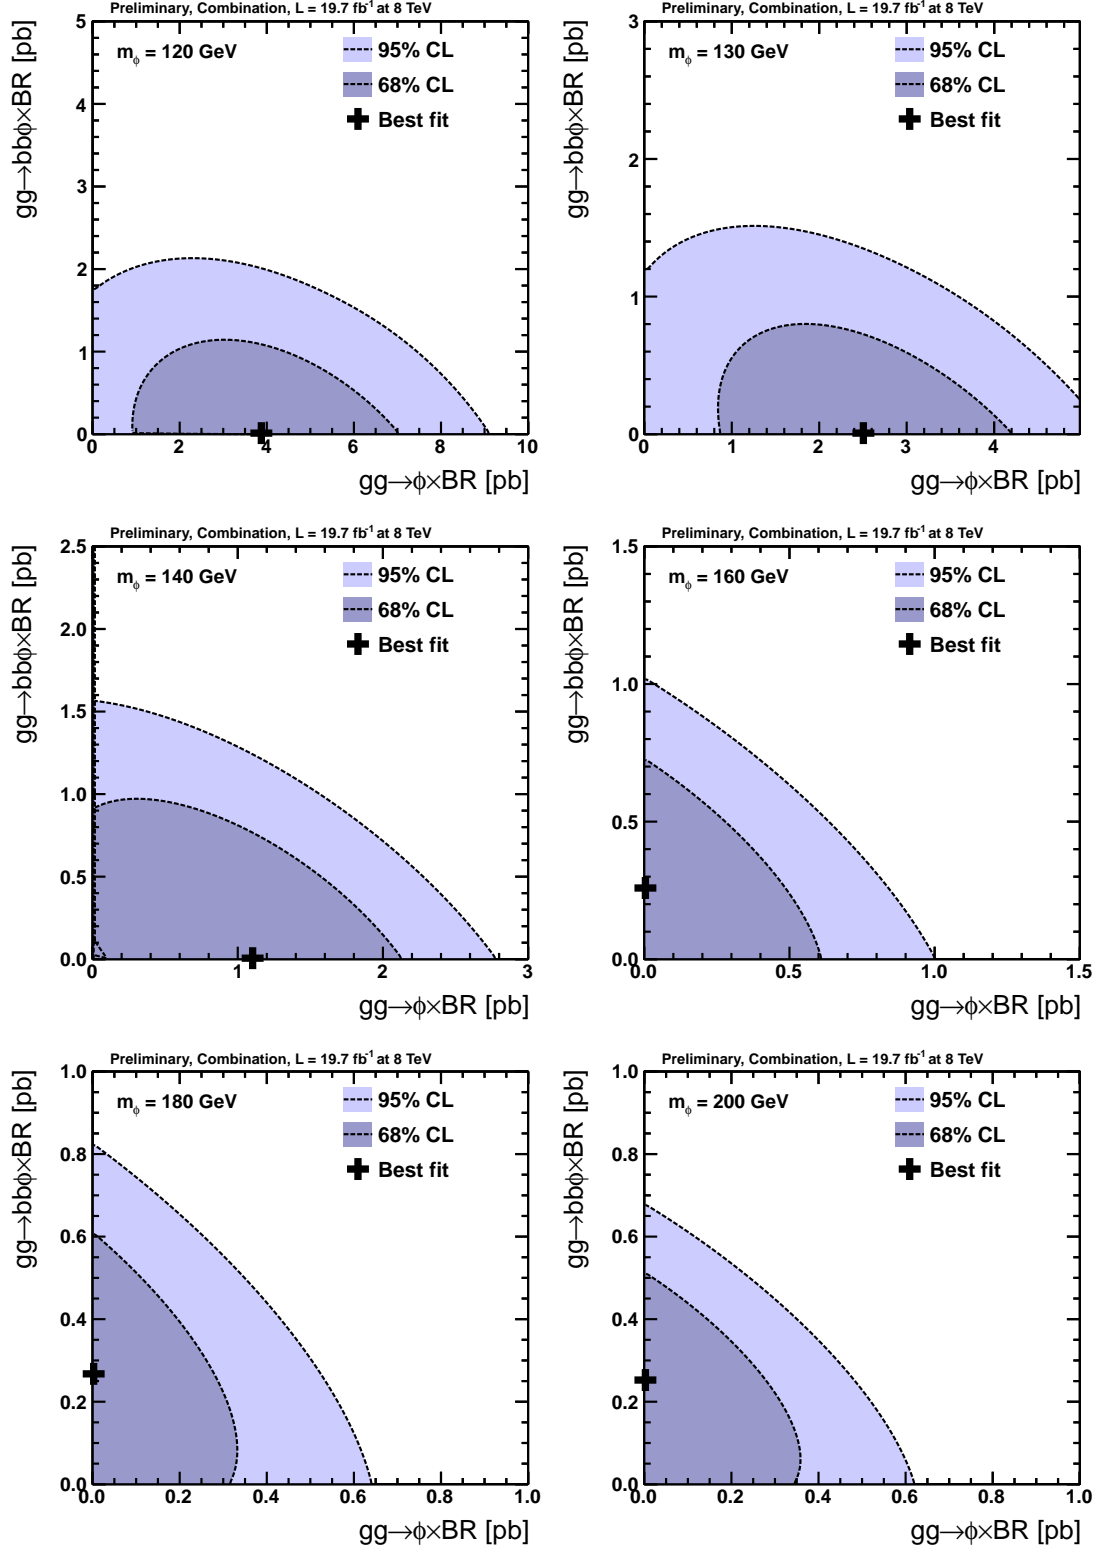 Preliminary, Combination, L = 19.7 fb⁻¹ at 8 TeV
gg→bbϕ×BR [pb]
m_ϕ = 120 GeV
95% CL
68% CL
Best fit
5
4
3
2
1
0
0 2 4 6 8 10
gg→ϕ×BR [pb]
Preliminary, Combination, L = 19.7 fb⁻¹ at 8 TeV
gg→bbϕ×BR [pb]
m_ϕ = 130 GeV
95% CL
68% CL
Best fit
3
2
1
0
0 1 2 3 4
gg→ϕ×BR [pb]
Preliminary, Combination, L = 19.7 fb⁻¹ at 8 TeV
gg→bbϕ×BR [pb]
m_ϕ = 140 GeV
95% CL
68% CL
Best fit
2.5
2.0
1.5
1.0
0.5
0.0
0 1 2 3
gg→ϕ×BR [pb]
Preliminary, Combination, L = 19.7 fb⁻¹ at 8 TeV
gg→bbϕ×BR [pb]
m_ϕ = 160 GeV
95% CL
68% CL
Best fit
1.5
1.0
0.5
0.0
0.0 0.5 1.0 1.5
gg→ϕ×BR [pb]
Preliminary, Combination, L = 19.7 fb⁻¹ at 8 TeV
gg→bbϕ×BR [pb]
m_ϕ = 180 GeV
95% CL
68% CL
Best fit
1.0
0.8
0.6
0.4
0.2
0.0
0.0 0.2 0.4 0.6 0.8 1.0
gg→ϕ×BR [pb]
Preliminary, Combination, L = 19.7 fb⁻¹ at 8 TeV
gg→bbϕ×BR [pb]
m_ϕ = 200 GeV
95% CL
68% CL
Best fit
1.0
0.8
0.6
0.4
0.2
0.0
0.0 0.2 0.4 0.6 0.8 1.0
gg→ϕ×BR [pb]